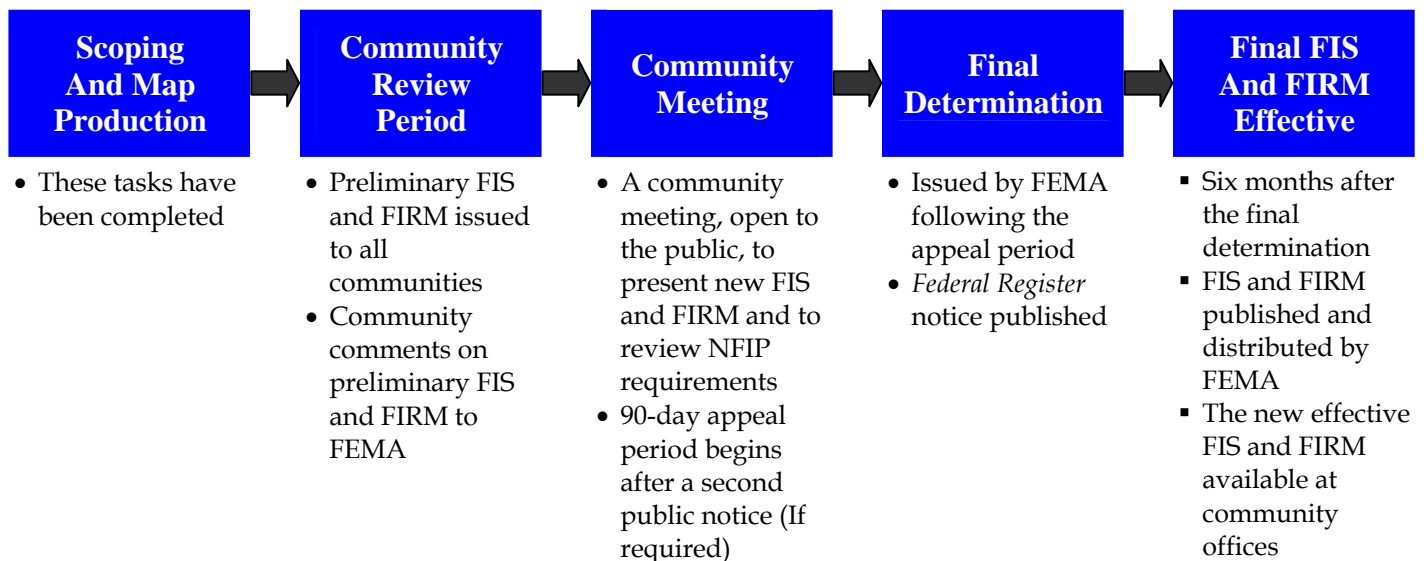 Scoping
And Map
Production
• These tasks have
been completed
Community
Review
Period
• Preliminary FIS
and FIRM issued
to all
communities
• Community
comments on
preliminary FIS
and FIRM to
FEMA
Community
Meeting
• A community
meeting, open to
the public, to
present new FIS
and FIRM and to
review NFIP
requirements
• 90-day appeal
period begins
after a second
public notice (If
required)
Final
Determination
• Issued by FEMA
following the
appeal period
• Federal Register
notice published
Final FIS
And FIRM
Effective
▪ Six months after
the final
determination
▪ FIS and FIRM
published and
distributed by
FEMA
▪ The new effective
FIS and FIRM
available at
community
offices